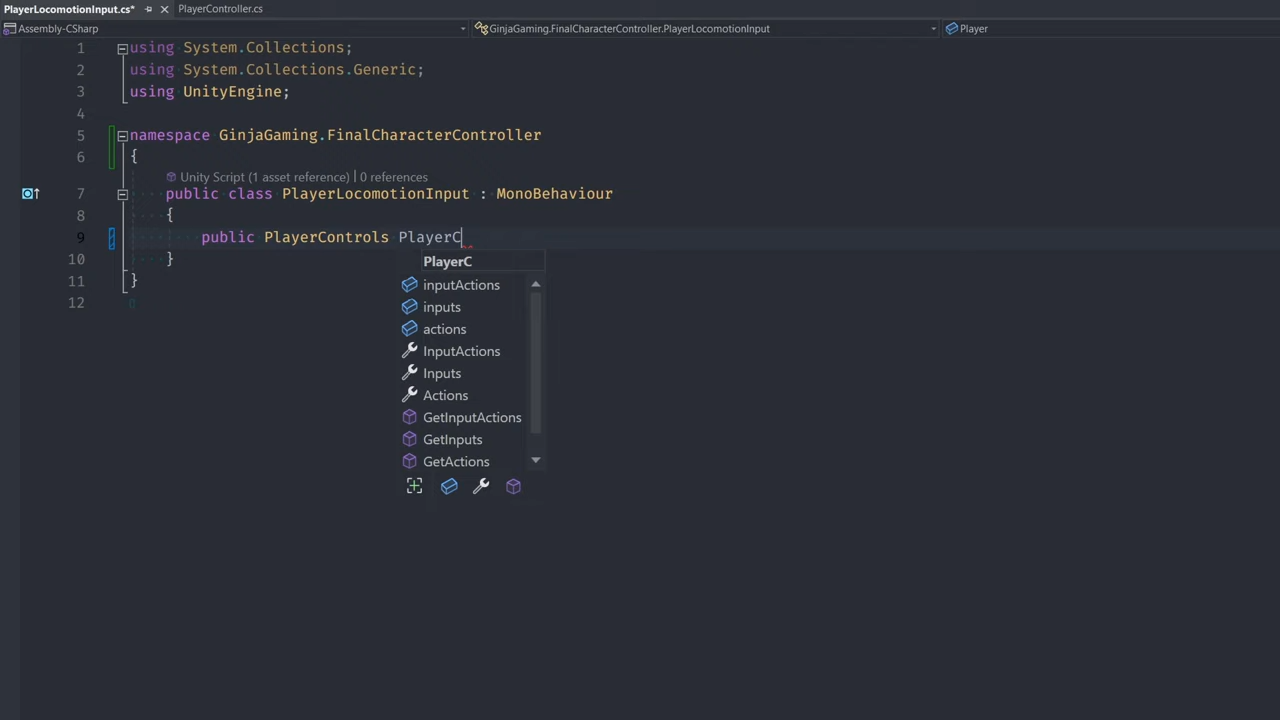 PlayerLocomotionInput.cs* PlayerController.cs
Assembly-CSharp GinjaGaming.FinalCharacterController.PlayerLocomotionInput Player
1 using System.Collections;
2 using System.Collections.Generic;
3 using UnityEngine;
4
5 namespace GinjaGaming.FinalCharacterController
6 {
Unity Script (1 asset reference) | 0 references
7 public class PlayerLocomotionInput : MonoBehaviour
8 {
9 public PlayerControls PlayerC
10 }
11 }
12
PlayerC
inputActions
inputs
actions
InputActions
Inputs
Actions
GetInputActions
GetInputs
GetActions